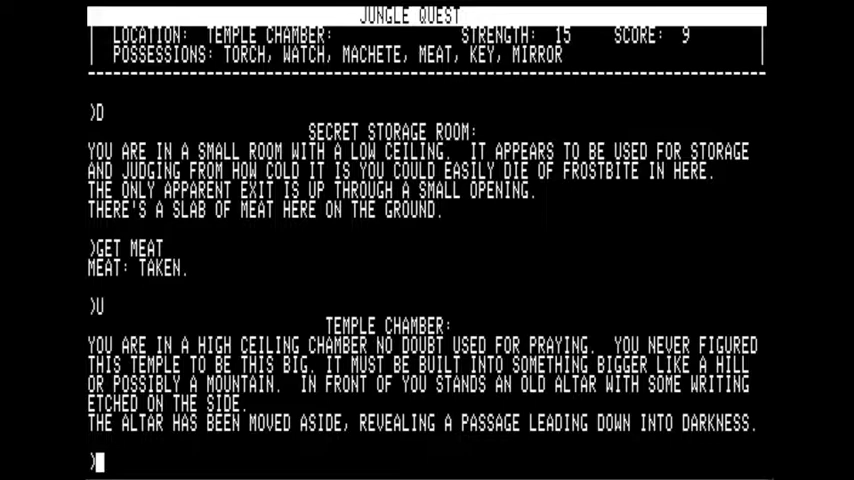 JUNGLE QUEST
LOCATION: TEMPLE CHAMBER: STRENGTH: 15 SCORE: 9
POSSESSIONS: TORCH, WATCH, MACHETE, MEAT, KEY, MIRROR
)D
SECRET STORAGE ROOM:
YOU ARE IN A SMALL ROOM WITH A LOW CEILING. IT APPEARS TO BE USED FOR STORAGE
AND JUDGING FROM HOW COLD IT IS YOU COULD EASILY DIE OF FROSTBITE IN HERE.
THE ONLY APPARENT EXIT IS UP THROUGH A SMALL OPENING.
THERE'S A SLAB OF MEAT HERE ON THE GROUND.
)GET MEAT
MEAT: TAKEN.
)U
TEMPLE CHAMBER:
YOU ARE IN A HIGH CEILING CHAMBER NO DOUBT USED FOR PRAYING. YOU NEVER FIGURED
THIS TEMPLE TO BE THIS BIG. IT MUST BE BUILT INTO SOMETHING BIGGER LIKE A HILL
OR POSSIBLY A MOUNTAIN. IN FRONT OF YOU STANDS AN OLD ALTAR WITH SOME WRITING
ETCHED ON THE SIDE.
THE ALTAR HAS BEEN MOVED ASIDE, REVEALING A PASSAGE LEADING DOWN INTO DARKNESS.
)